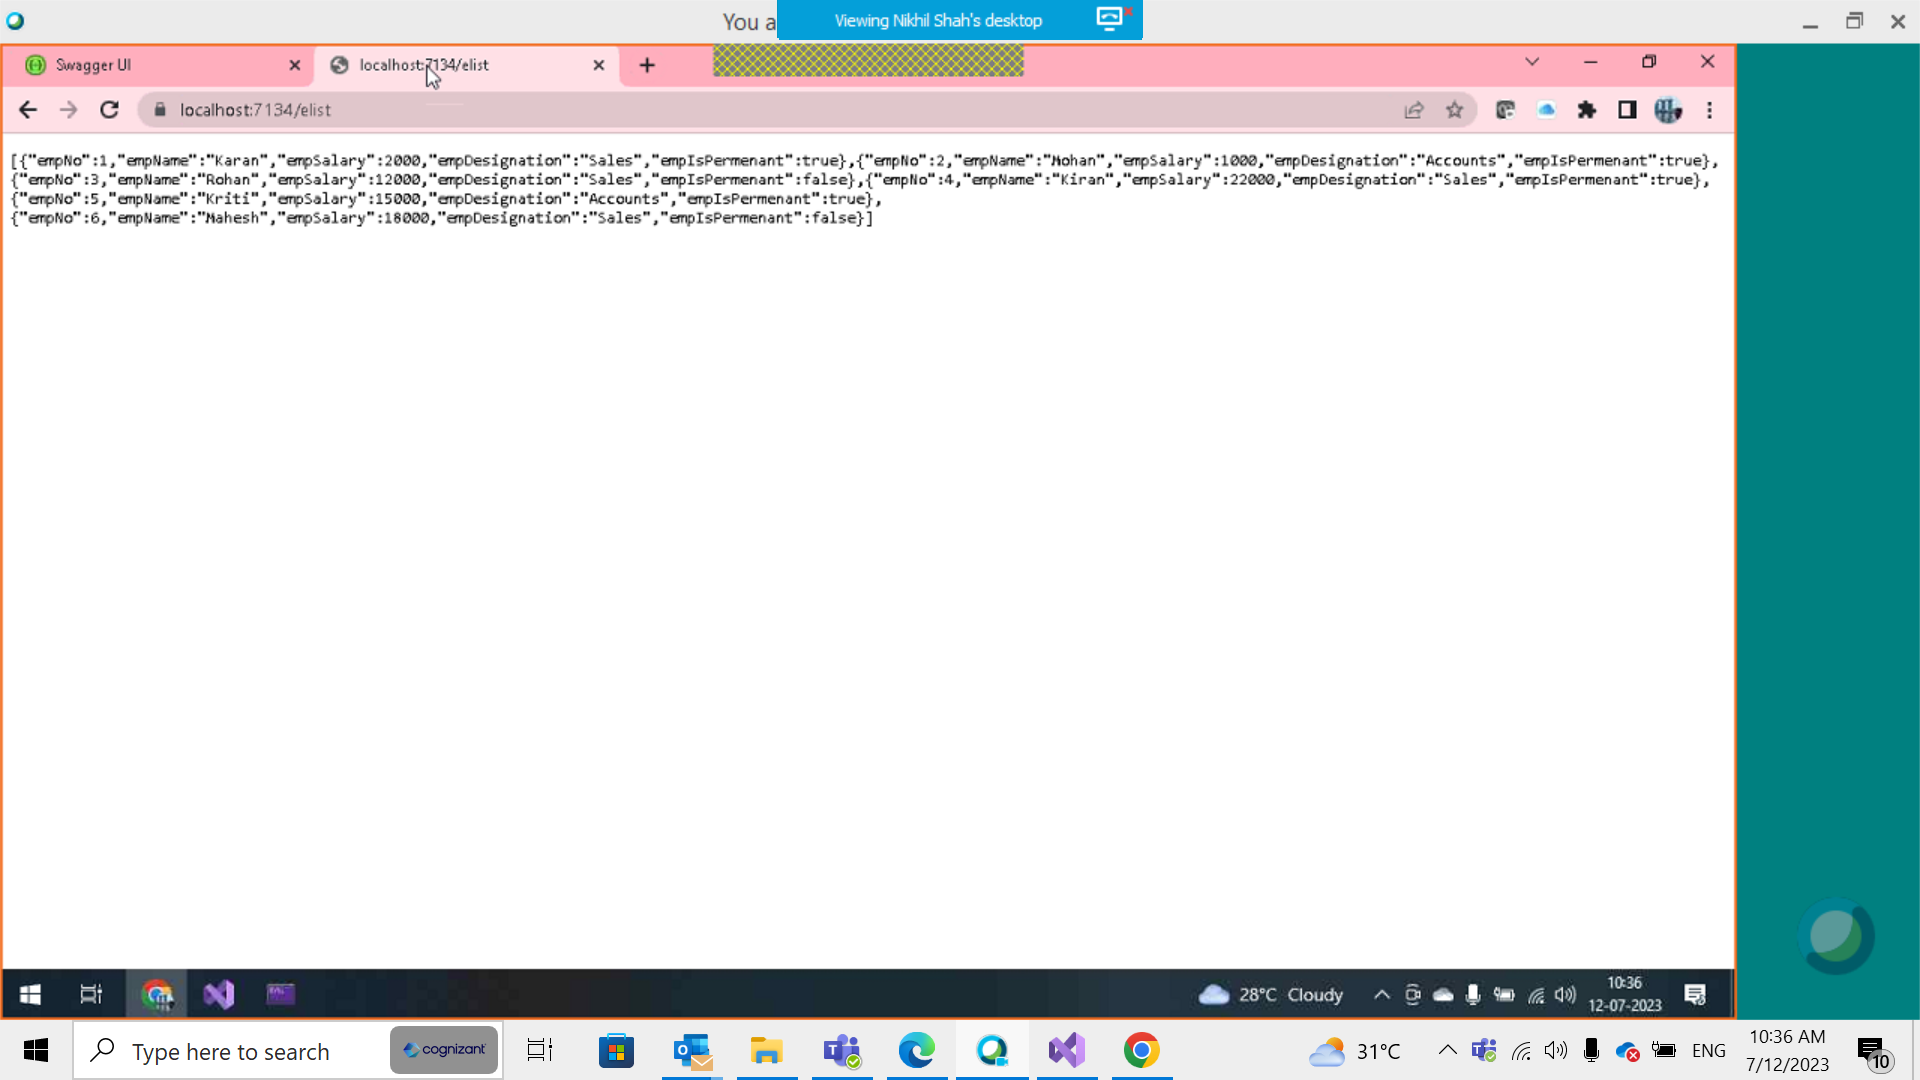 You a
Viewing Nikhil Shah's desktop
Swagger UI
localhost:7134/elist
localhost:7134/elist
[{"empNo":1,"empName":"Karan","empSalary":2000,"empDesignation":"Sales","empIsPermenant":true},{"empNo":2,"empName":"Mohan","empSalary":1000,"empDesignation":"Accounts","empIsPermenant":true},
{"empNo":3,"empName":"Rohan","empSalary":12000,"empDesignation":"Sales","empIsPermenant":false},{"empNo":4,"empName":"Kiran","empSalary":22000,"empDesignation":"Sales","empIsPermenant":true},
{"empNo":5,"empName":"Kriti","empSalary":15000,"empDesignation":"Accounts","empIsPermenant":true},
{"empNo":6,"empName":"Mahesh","empSalary":18000,"empDesignation":"Sales","empIsPermenant":false}]
28°C Cloudy
10:36
12-07-2023
Type here to search
cognizant
31°C
ENG
10:36 AM
7/12/2023
10